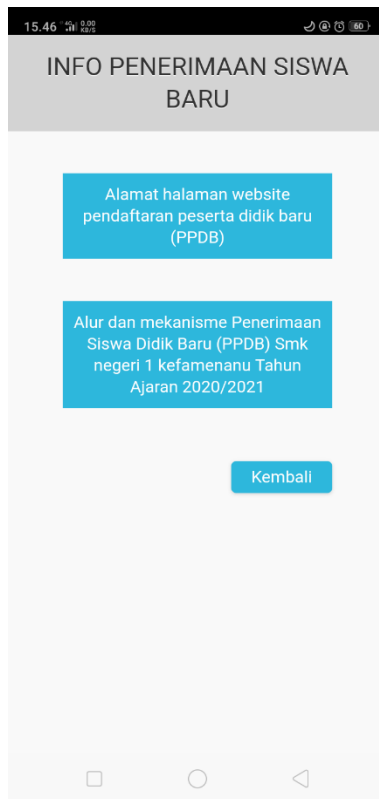 15.46 4G 0.00 KB/S 60
INFO PENERIMAAN SISWA
BARU
Alamat halaman website
pendaftaran peserta didik baru
(PPDB)
Alur dan mekanisme Penerimaan
Siswa Didik Baru (PPDB) Smk
negeri 1 kefamenanu Tahun
Ajaran 2020/2021
Kembali